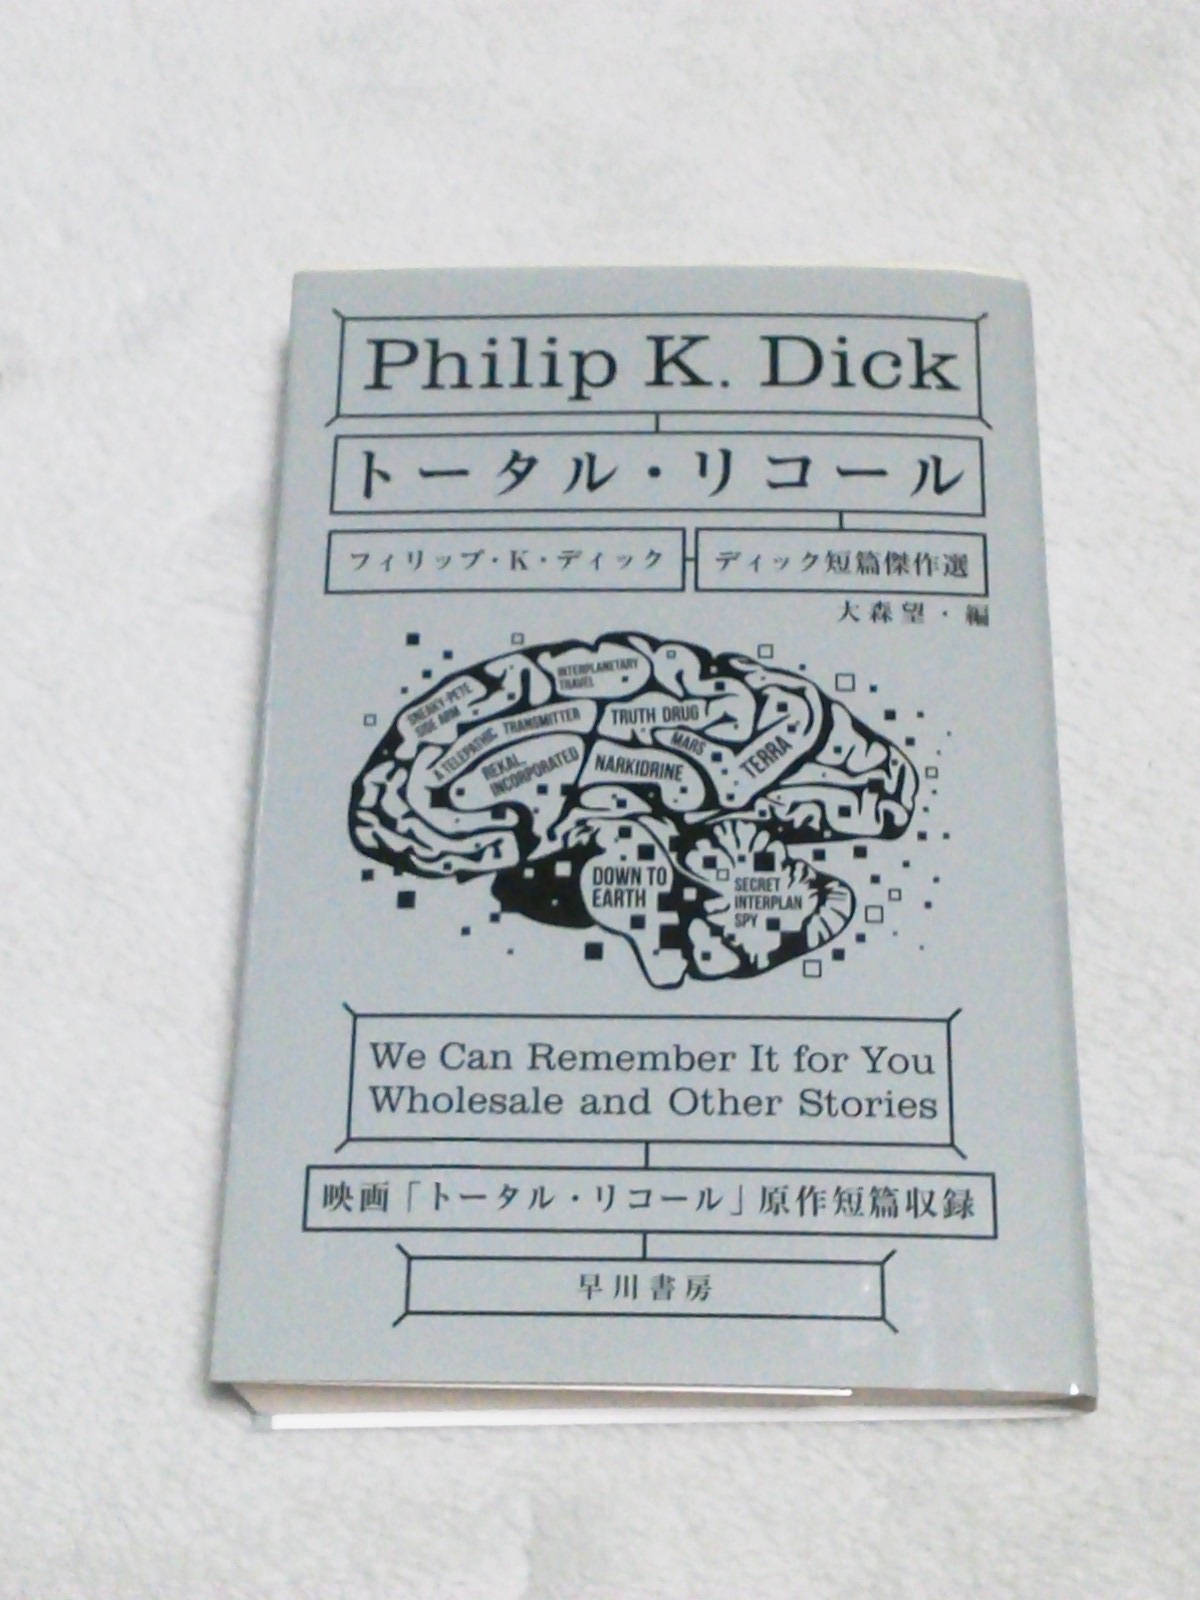 Philip K. Dick
トータル・リコール
フィリップ・K・ディック
ディック短篇傑作選
大森望・編
SNEAKY-PETE
SIDE ARM
INTERPLANETARY
TRAVEL
A TELEPATHIC TRANSMITTER
TRUTH DRUG
MARS
TERRA
REKAL,
INCORPORATED
NARKIDRINE
DOWN TO
EARTH
SECRET
INTERPLAN
SPY
We Can Remember It for You
Wholesale and Other Stories
映画「トータル・リコール」原作短篇収録
早川書房